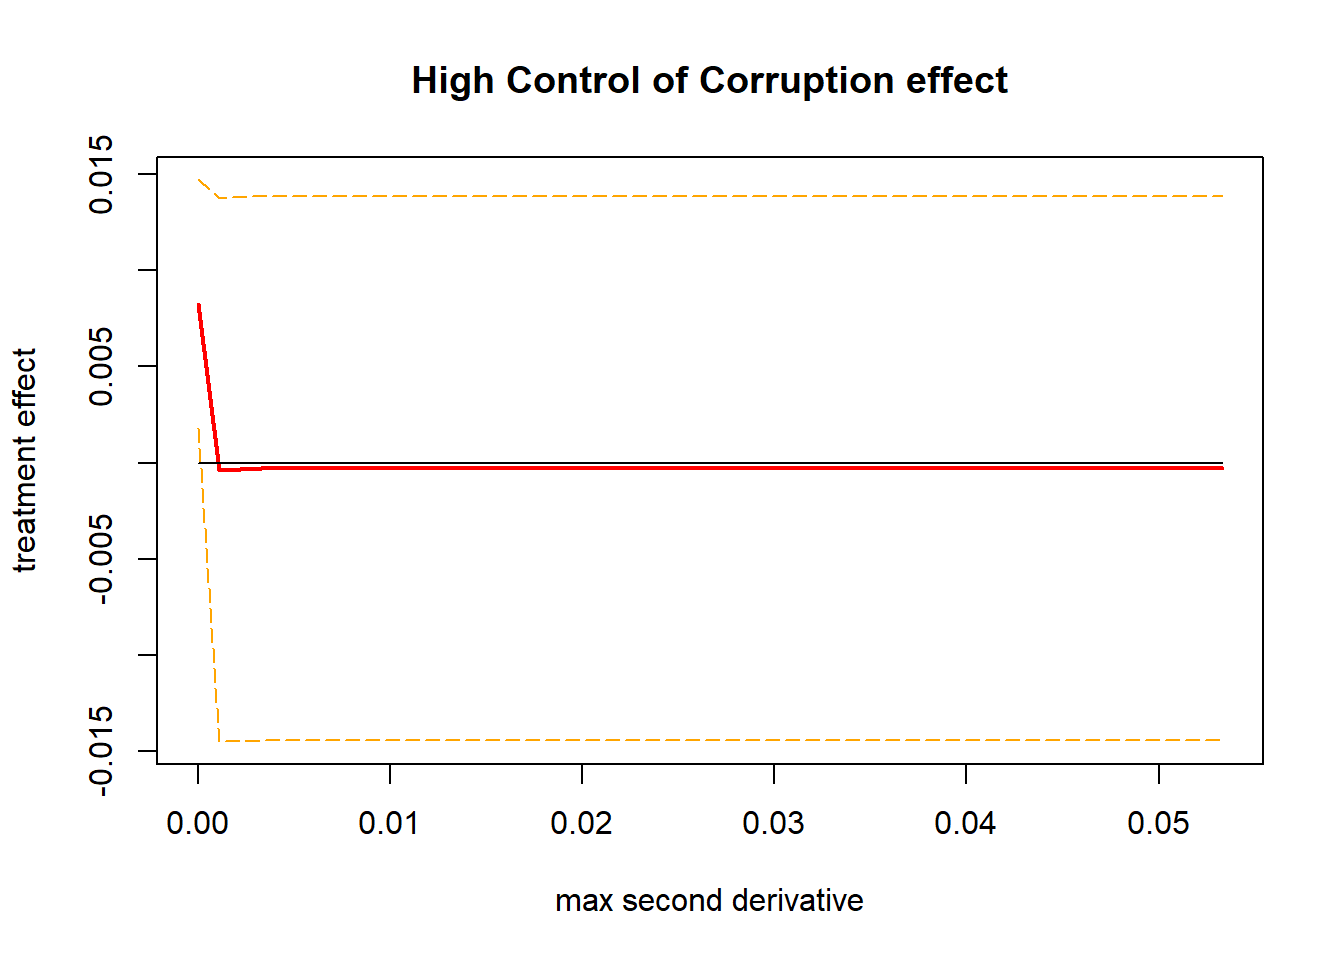 High Control of Corruption effect
treatment effect
0.015
0.005
-0.005
-0.015
0.00 0.01 0.02 0.03 0.04 0.05
max second derivative